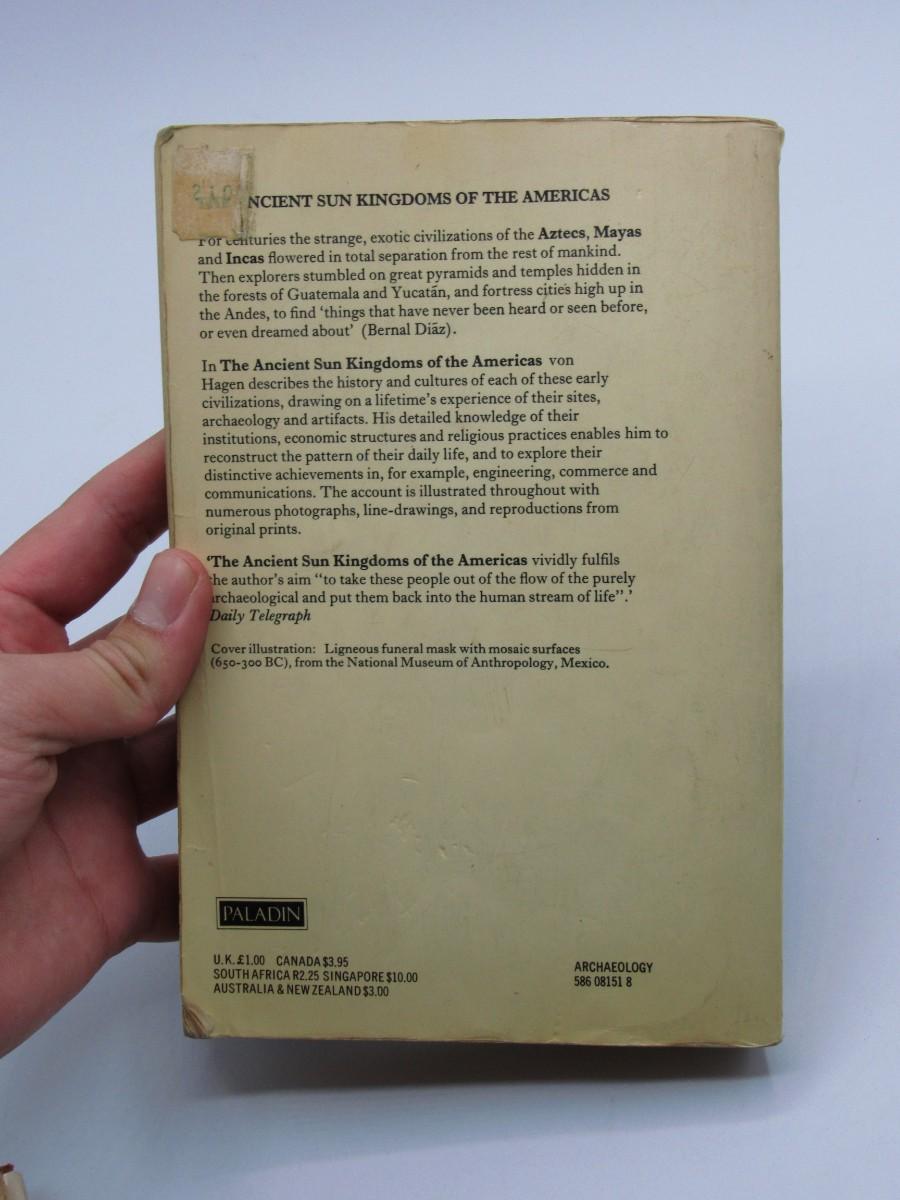 NCIENT SUN KINGDOMS OF THE AMERICAS
For centuries the strange, exotic civilizations of the Aztecs, Mayas
and Incas flowered in total separation from the rest of mankind.
Then explorers stumbled on great pyramids and temples hidden in
the forests of Guatemala and Yucatán, and fortress cities high up in
the Andes, to find ‘things that have never been heard or seen before,
or even dreamed about’ (Bernal Diáz).
In The Ancient Sun Kingdoms of the Americas von
Hagen describes the history and cultures of each of these early
civilizations, drawing on a lifetime’s experience of their sites,
archaeology and artifacts. His detailed knowledge of their
institutions, economic structures and religious practices enables him to
reconstruct the pattern of their daily life, and to explore their
distinctive achievements in, for example, engineering, commerce and
communications. The account is illustrated throughout with
numerous photographs, line-drawings, and reproductions from
original prints.
‘The Ancient Sun Kingdoms of the Americas vividly fulfils
the author’s aim “to take these people out of the flow of the purely
archaeological and put them back into the human stream of life”.’
Daily Telegraph
Cover illustration: Ligneous funeral mask with mosaic surfaces
(650-300 BC), from the National Museum of Anthropology, Mexico.
PALADIN
U.K. £1.00 CANADA $3.95
SOUTH AFRICA R2.25 SINGAPORE $10.00
AUSTRALIA & NEW ZEALAND $3.00
ARCHAEOLOGY
586 08151 8